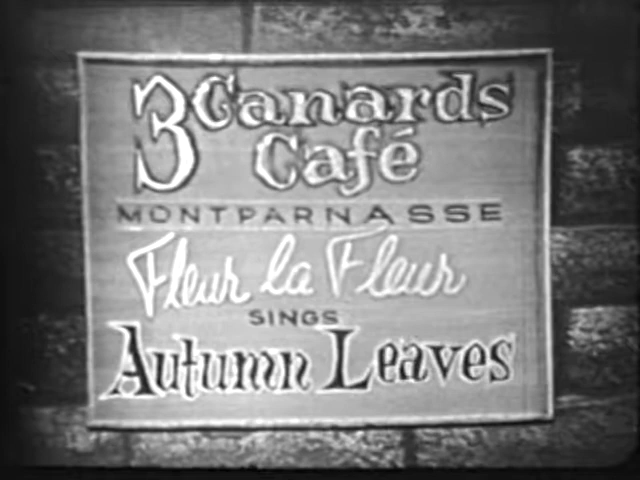 3 Canards
Café
MONTPARNASSE
Fleur la Fleur
SINGS
Autumn Leaves